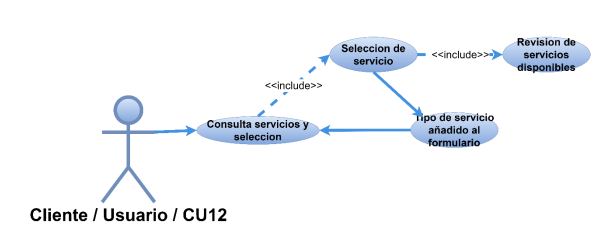 Seleccion de
servicio
<<include>>
Revision de
servicios
disponibles
<<include>>
Consulta servicios y
seleccion
Tipo de servicio
añadido al
formulario
Cliente / Usuario / CU12